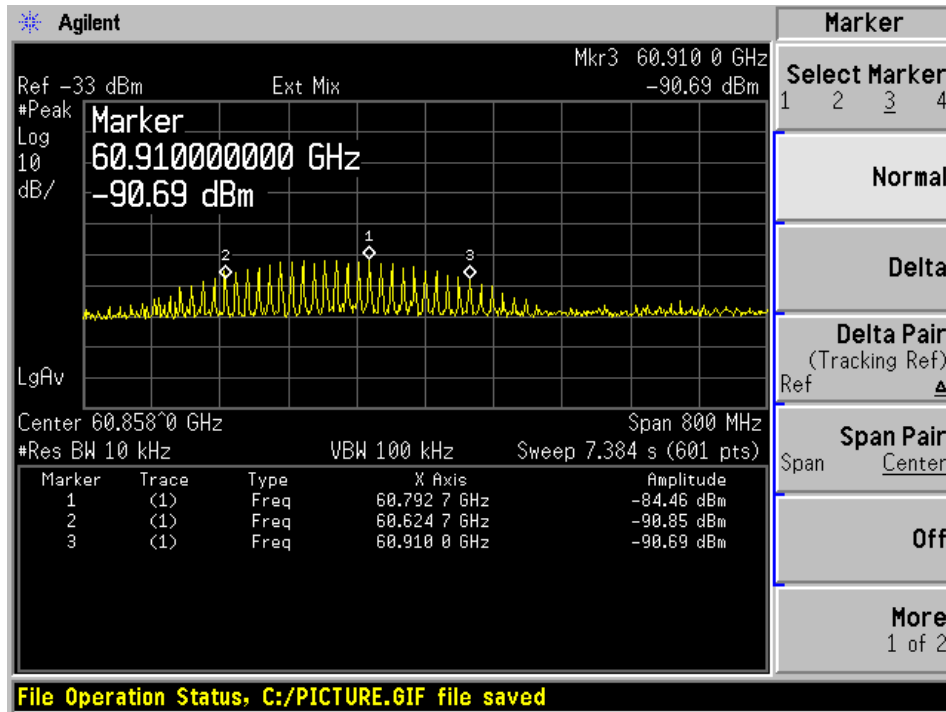 Agilent
Marker
Mkr3 60.910 0 GHz
Ref -33 dBm Ext Mix -90.69 dBm
#Peak
Log
10
dB/
Marker
60.910000000 GHz
-90.69 dBm
2
1
3
LgAv
Center 60.858^0 GHz Span 800 MHz
#Res BW 10 kHz VBW 100 kHz Sweep 7.384 s (601 pts)
Marker Trace Type X Axis Amplitude
1 (1) Freq 60.792 7 GHz -84.46 dBm
2 (1) Freq 60.624 7 GHz -90.85 dBm
3 (1) Freq 60.910 0 GHz -90.69 dBm
Select Marker
1 2 3 4
Normal
Delta
Delta Pair
(Tracking Ref)
Ref Δ
Span Pair
Span Center
Off
More
1 of 2
File Operation Status, C:/PICTURE.GIF file saved